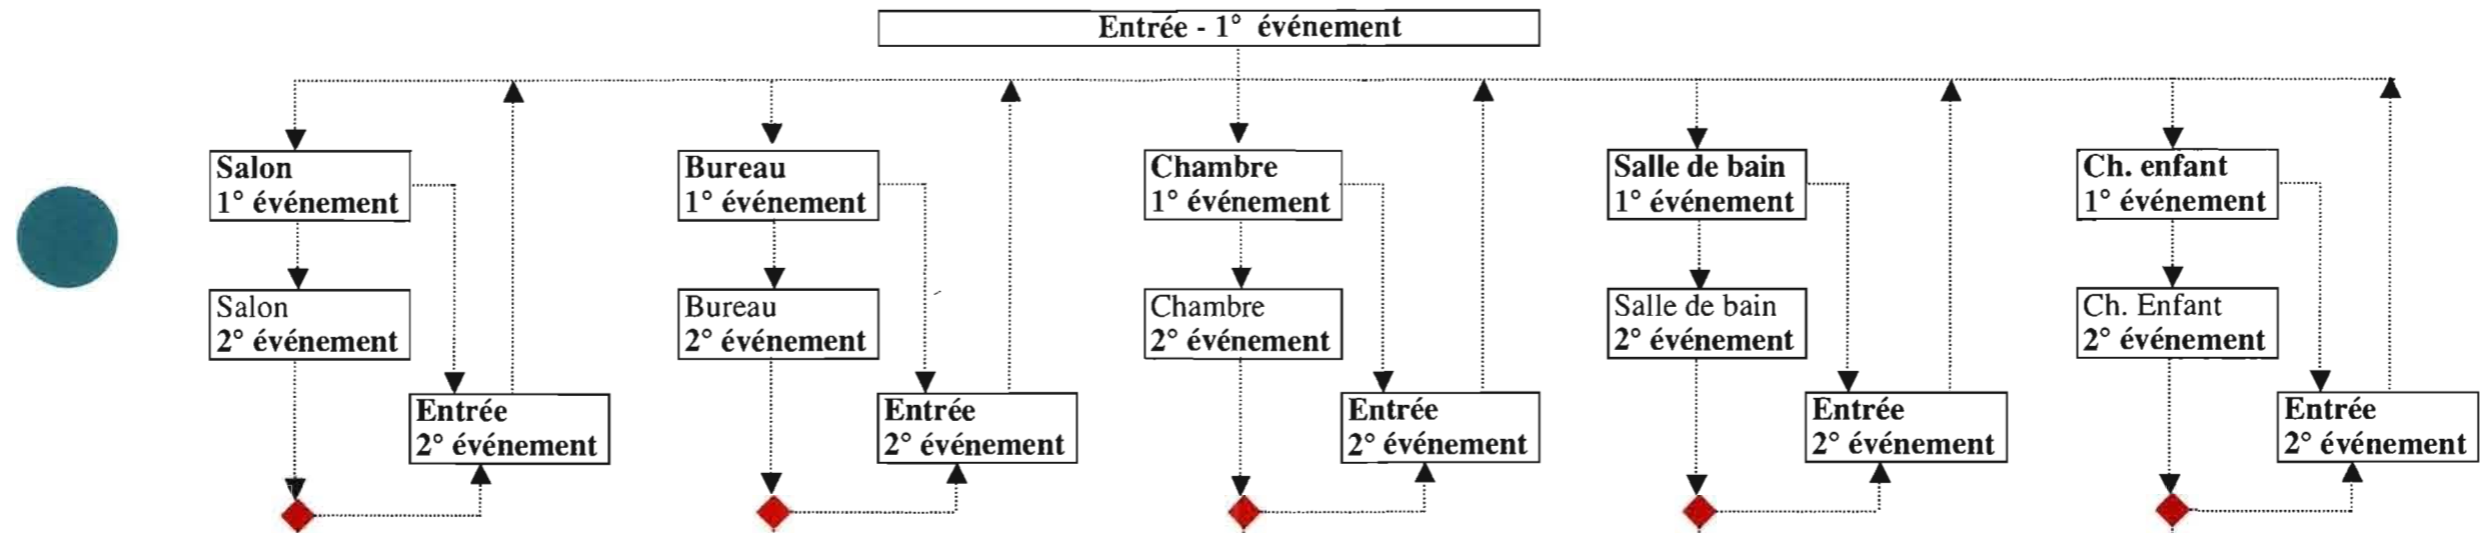 Entrée - 1° événement
Salon
1° événement
Bureau
1° événement
Chambre
1° événement
Salle de bain
1° événement
Ch. enfant
1° événement
Salon
2° événement
Bureau
2° événement
Chambre
2° événement
Salle de bain
2° événement
Ch. Enfant
2° événement
Entrée
2° événement
Entrée
2° événement
Entrée
2° événement
Entrée
2° événement
Entrée
2° événement